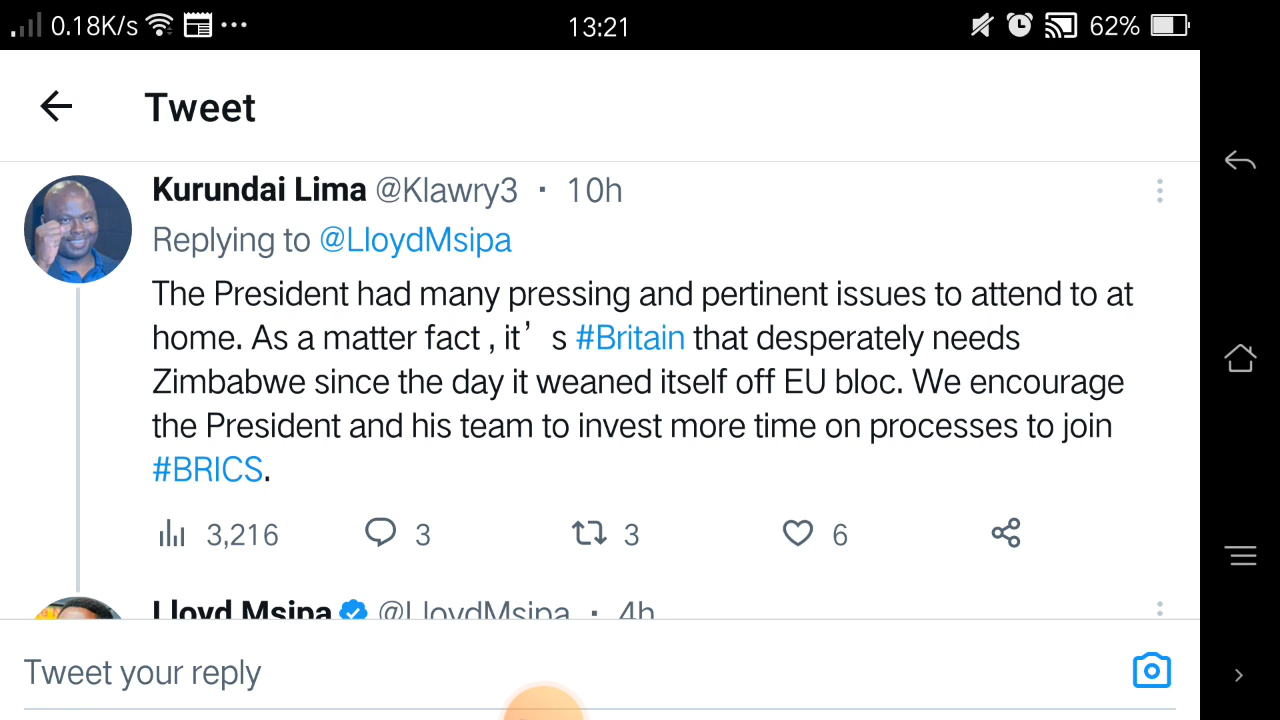 0.18K/s 13:21 62%
Tweet
Kurundai Lima @Klawry3 · 10h
Replying to @LloydMsipa
The President had many pressing and pertinent issues to attend to at
home. As a matter fact , it’ s #Britain that desperately needs
Zimbabwe since the day it weaned itself off EU bloc. We encourage
the President and his team to invest more time on processes to join
#BRICS.
3,216 3 3 6
Lloyd Msipa @LloydMsipa · 4h
Tweet your reply